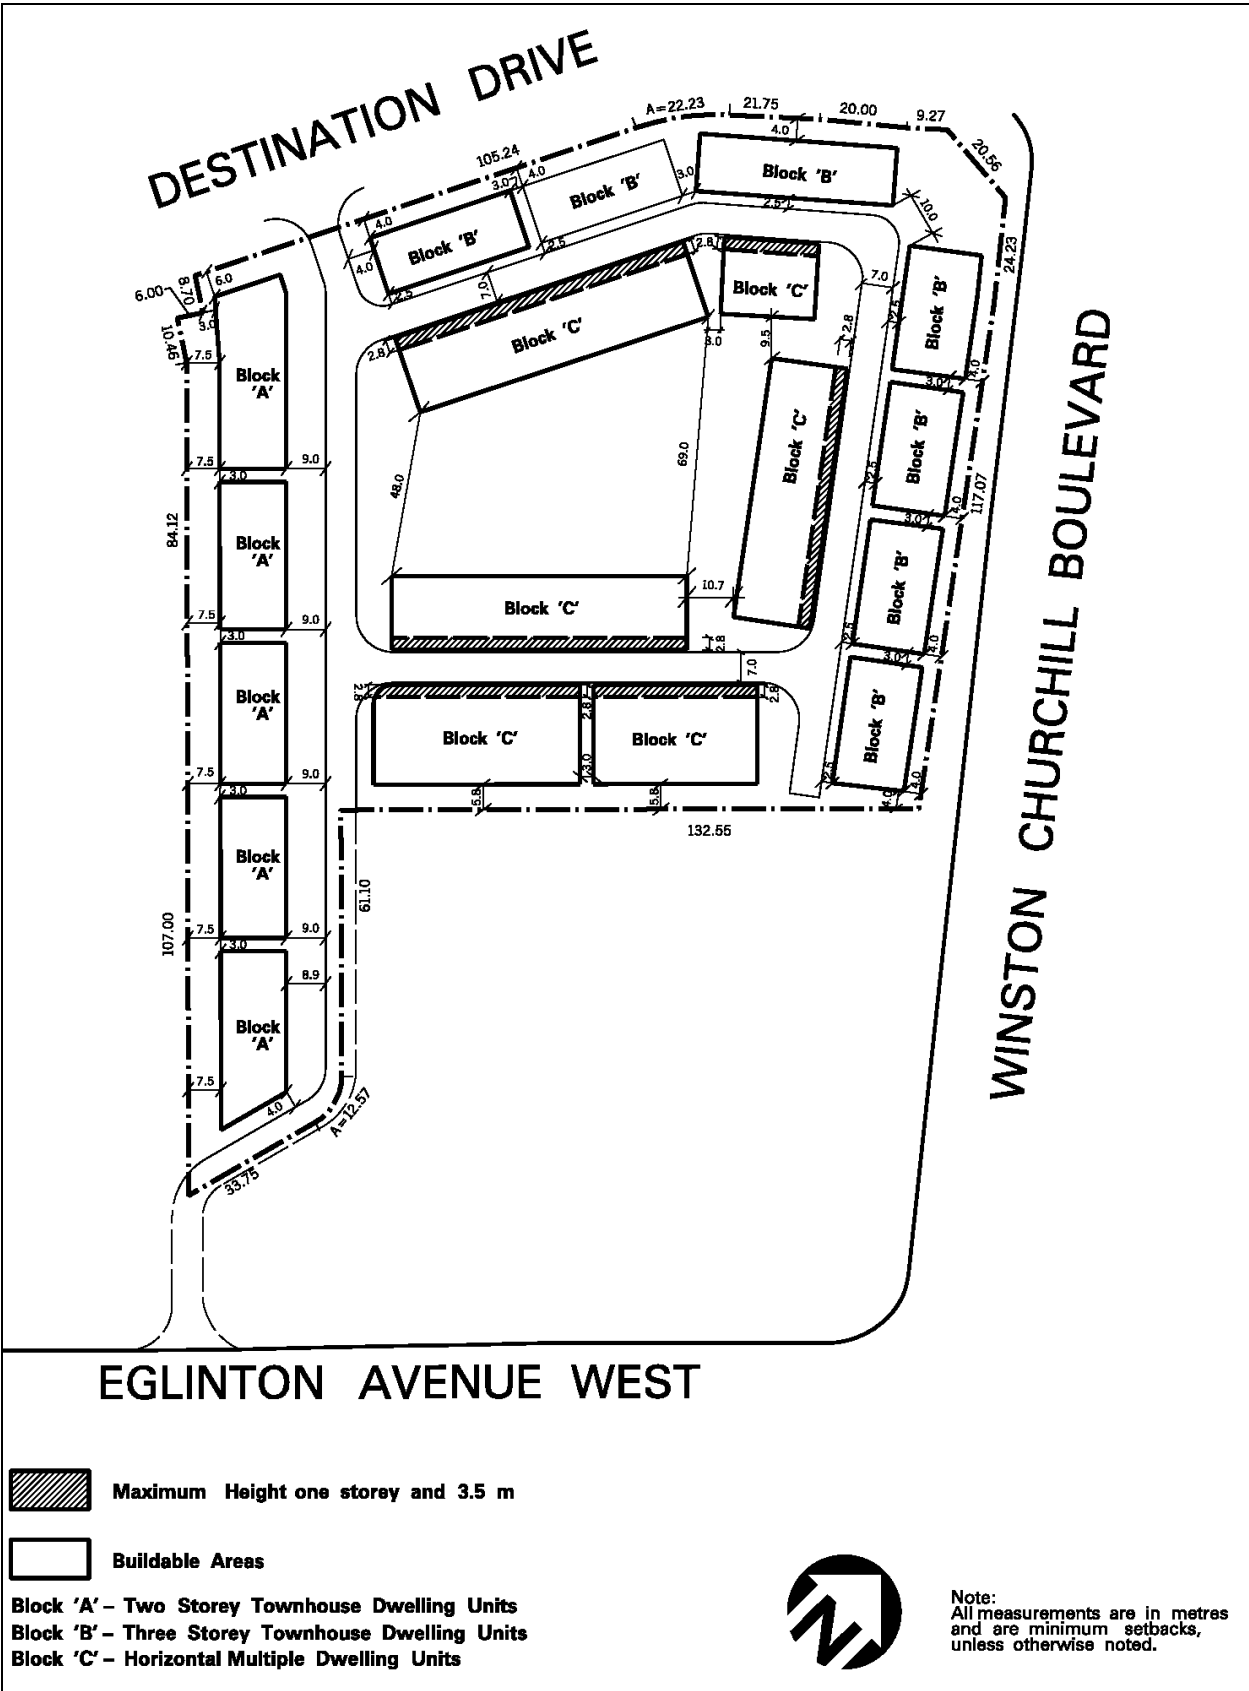 DESTINATION DRIVE
A=22.23
21.75
20.00
9.27
20.56
105.24
4.0
3.0
4.0
Block 'B'
3.0
Block 'B'
2.5
10.0
4.0
Block 'B'
4.0
2.5
2.5
24.23
6.00
8.70
6.0
3.0
10.46
7.5
7.0
2.8
2.8
Block 'C'
Block 'C'
3.0
9.5
2.8
7.0
2.5
Block 'B'
4.0
3.0
Block
'A'
7.5
9.0
3.0
48.0
69.0
Block 'C'
2.5
Block 'B'
4.0
3.0
117.07
84.12
Block
'A'
7.5
9.0
3.0
Block 'C'
10.7
2.8
7.0
2.5
Block 'B'
4.0
3.0
Block
'A'
7.5
9.0
3.0
2.8
Block 'C'
2.8
3.0
Block 'C'
2.8
5.8
5.8
2.5
Block 'B'
4.0
4.0
132.55
WINSTON CHURCHILL BOULEVARD
107.00
Block
'A'
7.5
9.0
3.0
61.10
8.9
Block
'A'
7.5
4.0
A=12.57
33.75
EGLINTON AVENUE WEST
Maximum Height one storey and 3.5 m
Buildable Areas
Block 'A' – Two Storey Townhouse Dwelling Units
Block 'B' – Three Storey Townhouse Dwelling Units
Block 'C' – Horizontal Multiple Dwelling Units
N
Note:
All measurements are in metres
and are minimum setbacks,
unless otherwise noted.